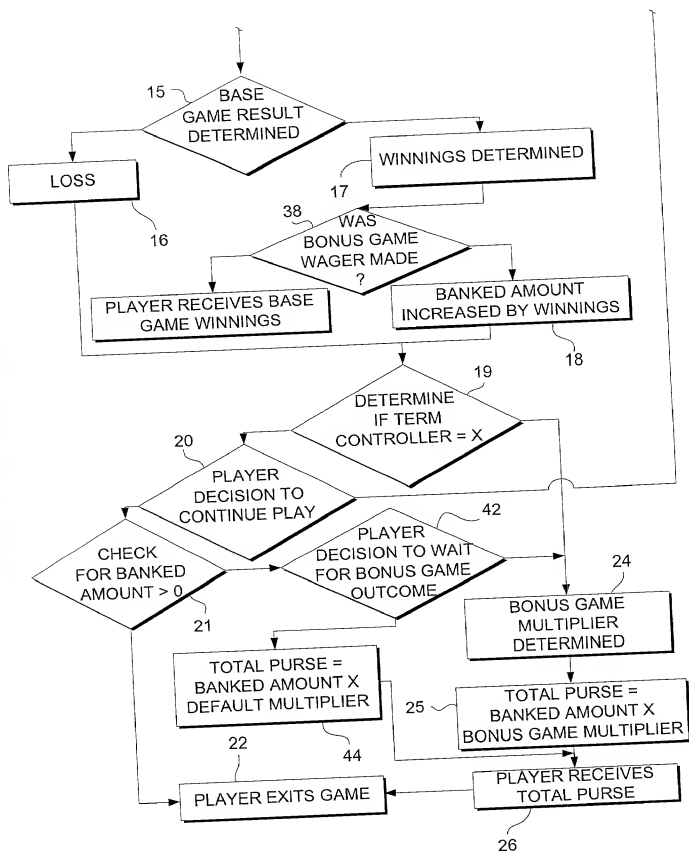 15
BASE
GAME RESULT
DETERMINED
WINNINGS DETERMINED
17
LOSS
16
38
WAS
BONUS GAME
WAGER MADE
?
PLAYER RECEIVES BASE
GAME WINNINGS
BANKED AMOUNT
INCREASED BY WINNINGS
18
19
DETERMINE
IF TERM
CONTROLLER = X
20
PLAYER
DECISION TO
CONTINUE PLAY
42
PLAYER
DECISION TO WAIT
FOR BONUS GAME
OUTCOME
CHECK
FOR BANKED
AMOUNT > 0
21
24
BONUS GAME
MULTIPLIER
DETERMINED
TOTAL PURSE =
BANKED AMOUNT X
DEFAULT MULTIPLIER
44
25
TOTAL PURSE =
BANKED AMOUNT X
BONUS GAME MULTIPLIER
22
PLAYER EXITS GAME
PLAYER RECEIVES
TOTAL PURSE
26